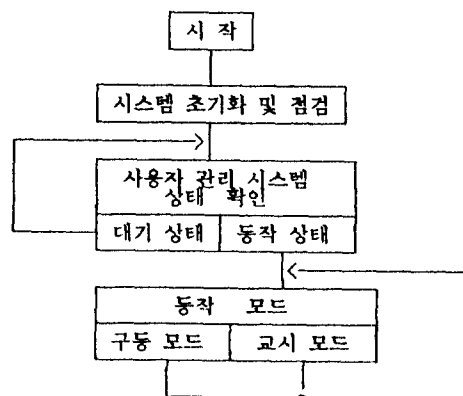 시 작
시스템 초기화 및 점검
사용자 관리 시스템
상태 확인
대기 상태 동작 상태
동작 모드
구동 모드 교시 모드